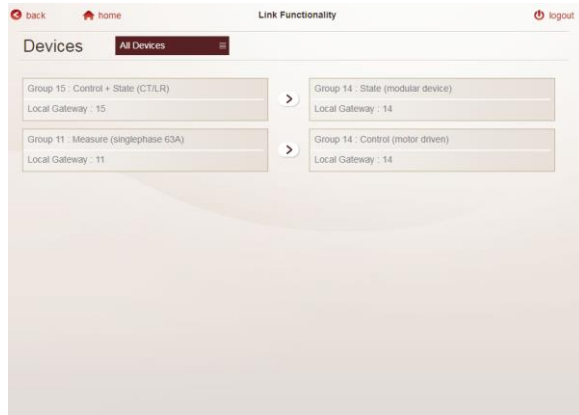 back home Link Functionality logout
Devices All Devices
Group 15 : Control + State (CT/LR)
Local Gateway : 15
Group 14 : State (modular device)
Local Gateway : 14
Group 11 : Measure (singlephase 63A)
Local Gateway : 11
Group 14 : Control (motor driven)
Local Gateway : 14